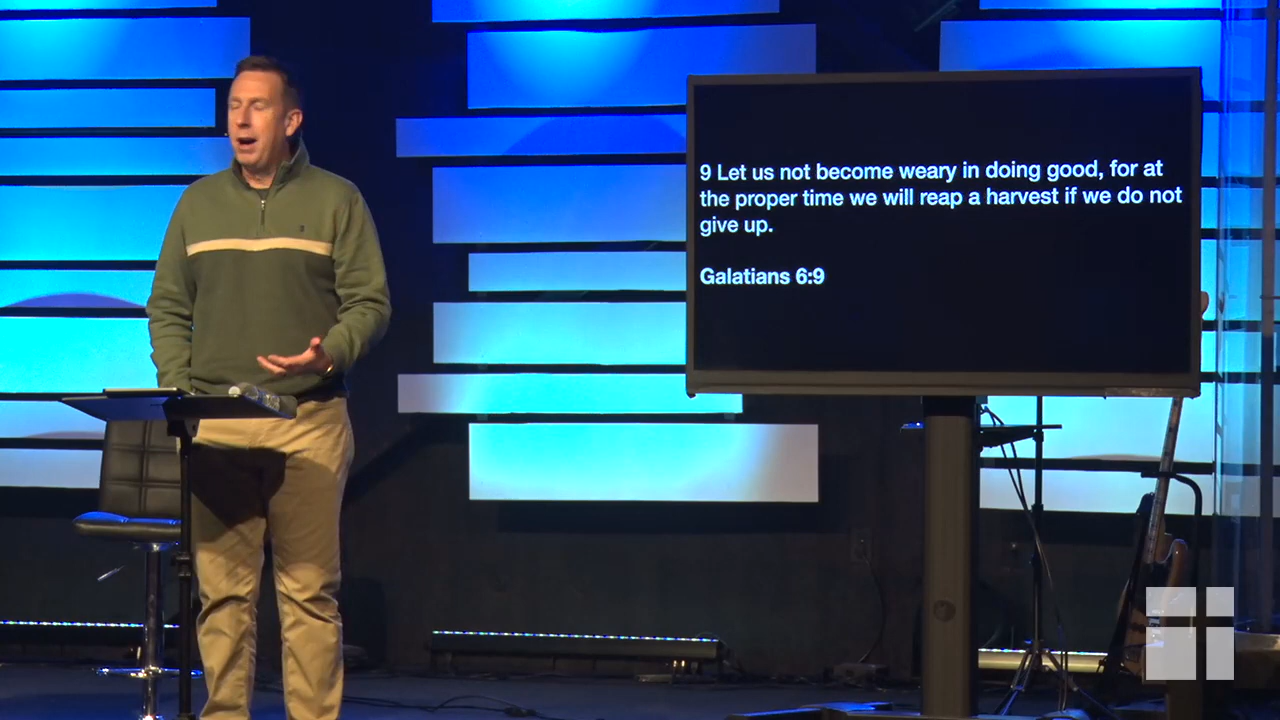 9 Let us not become weary in doing good, for at
the proper time we will reap a harvest if we do not
give up.
Galatians 6:9